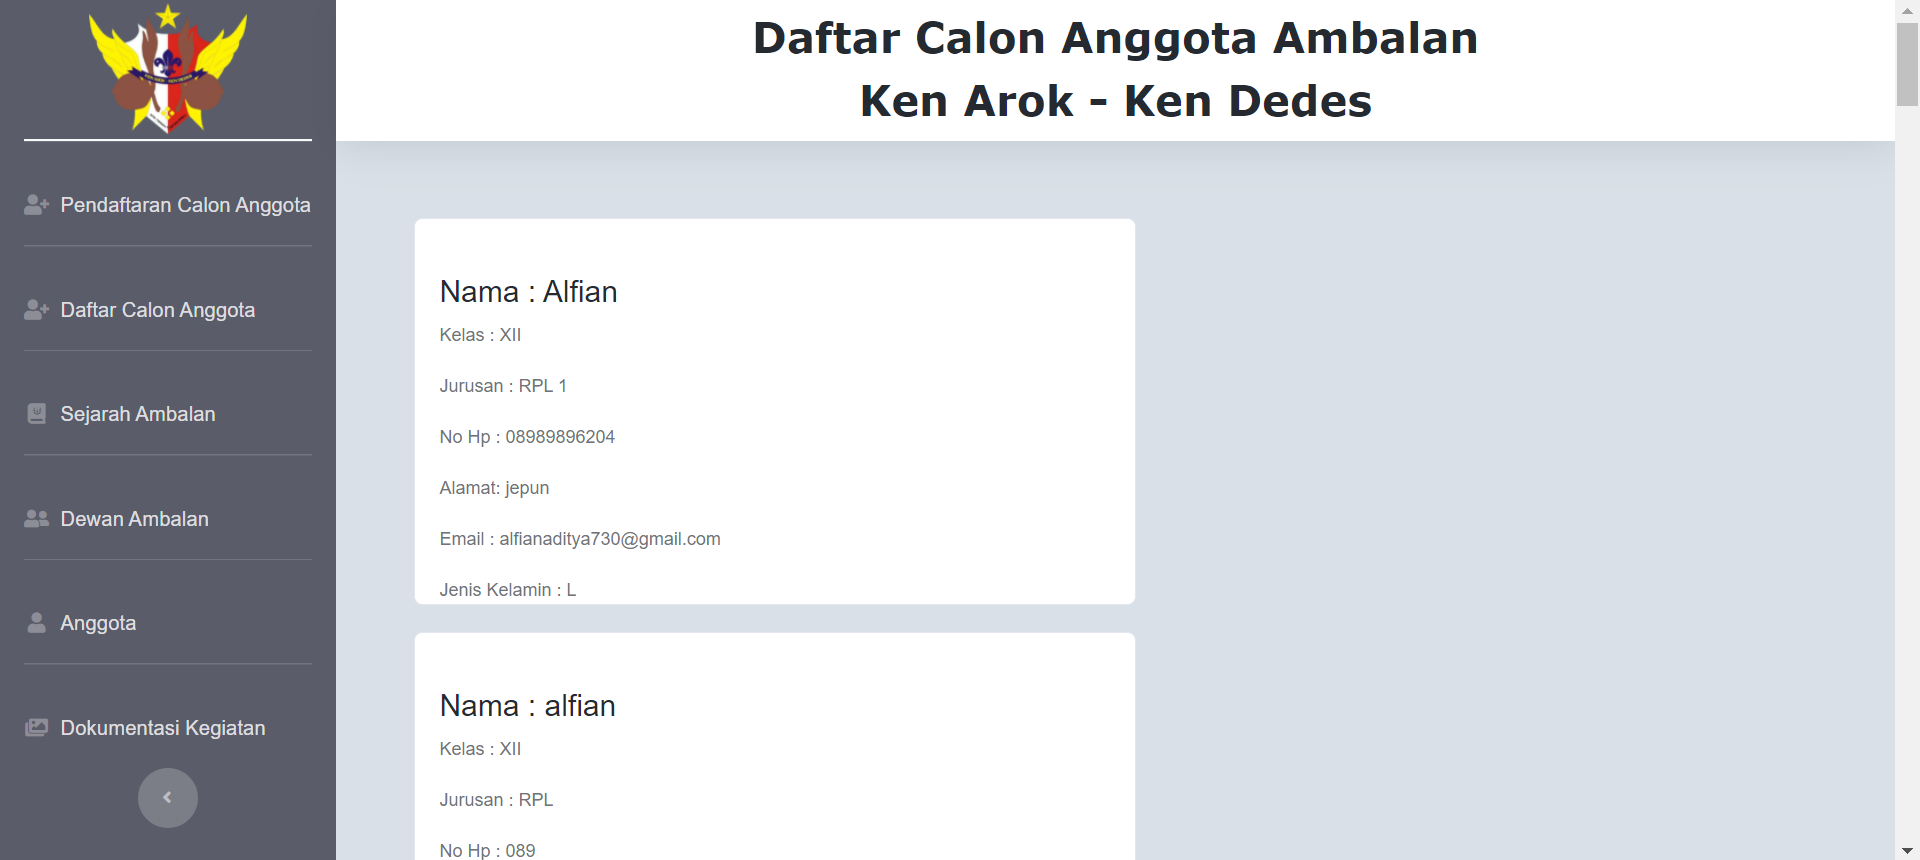 Daftar Calon Anggota Ambalan
Ken Arok - Ken Dedes
Pendaftaran Calon Anggota
Daftar Calon Anggota
Sejarah Ambalan
Dewan Ambalan
Anggota
Dokumentasi Kegiatan
Nama : Alfian
Kelas : XII
Jurusan : RPL 1
No Hp : 08989896204
Alamat: jepun
Email : alfianaditya730@gmail.com
Jenis Kelamin : L
Nama : alfian
Kelas : XII
Jurusan : RPL
No Hp : 089